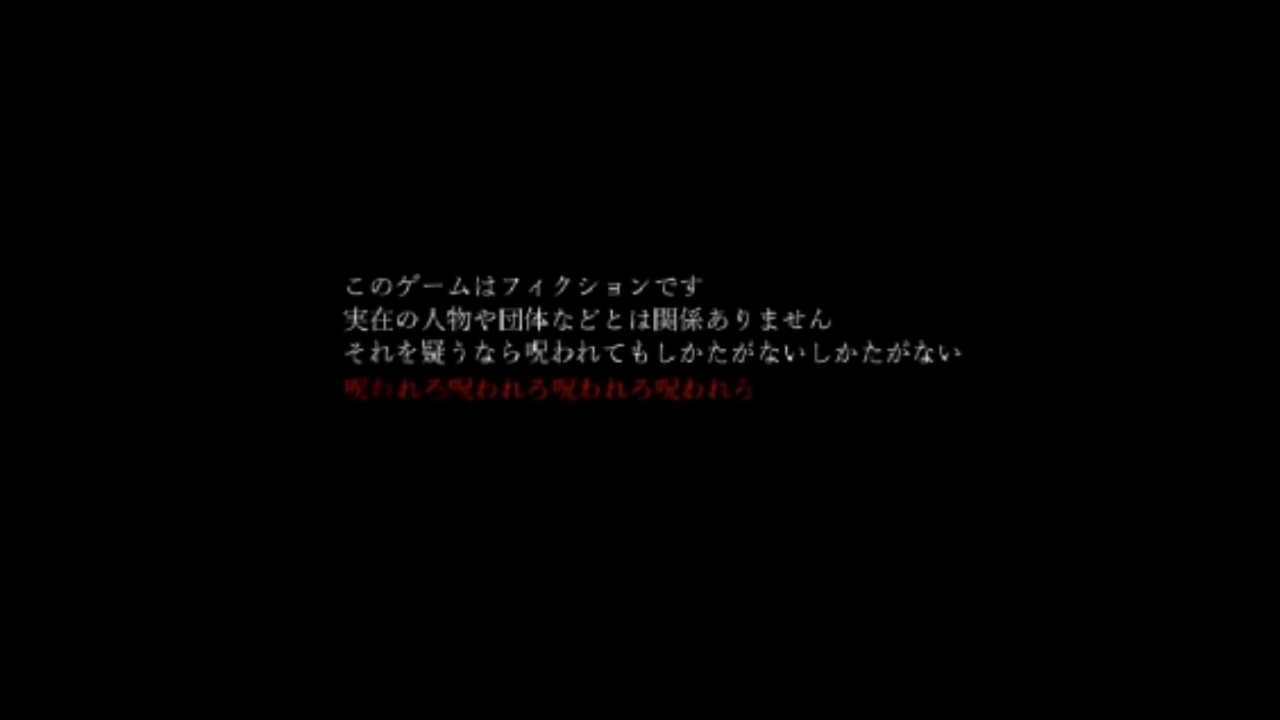 このゲームはフィクションです
実在の人物や団体などとは関係ありません
それを疑うなら呪われてもしかたがないしかたがない
呪われろ呪われろ呪われろ呪われろ